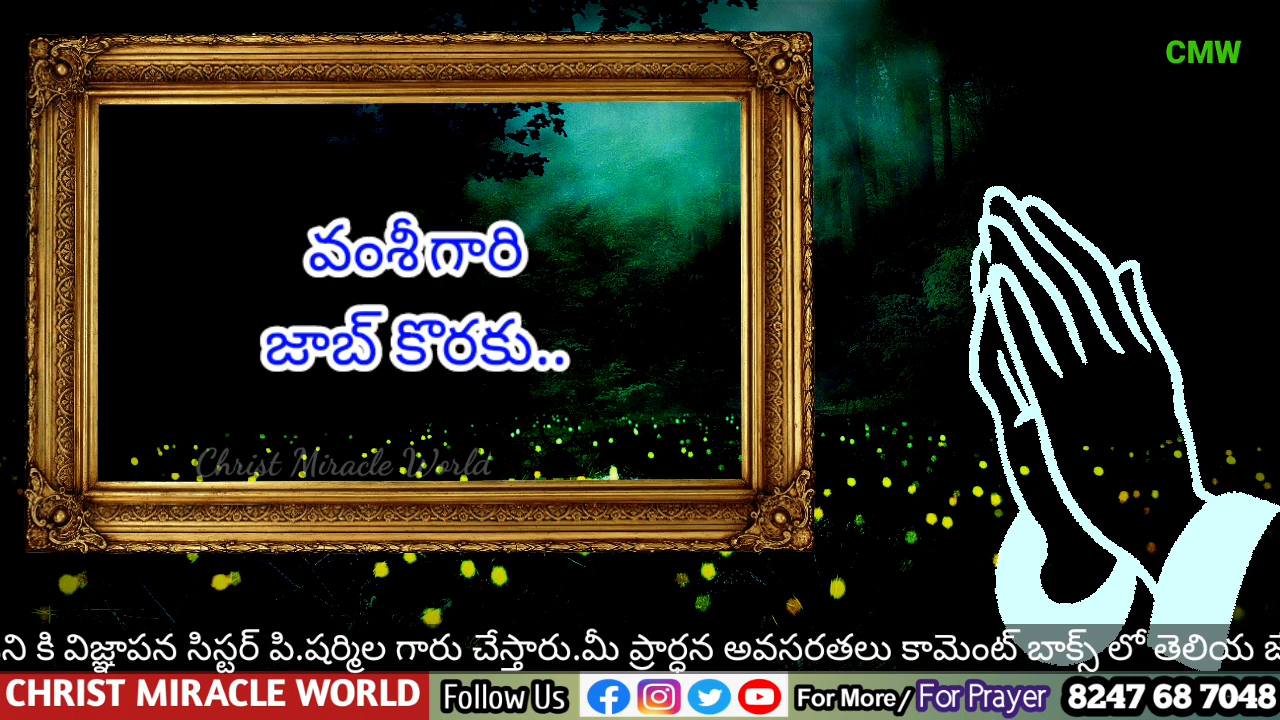 CMW
వంశీగారి
జాబ్ కొరకు..
Christ Miracle World
ని కి విజ్ఞాపన సిస్టర్ పి.షర్మిల గారు చేస్తారు.మీ ప్రార్ధన అవసరతలు కామెంట్ బాక్స్ లో తెలియ
CHRIST MIRACLE WORLD Follow Us For More/ For Prayer 8247 68 7048